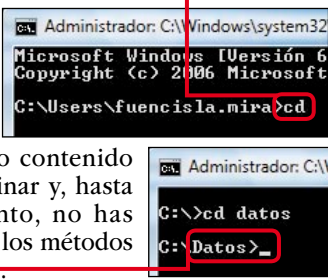 Administrador: C:\Windows\system32
Microsoft Windows [Versión 6
Copyright (c) 2006 Microsoft
C:\Users\fuencisla.mira>cd
o contenido
inar y, hasta
nto, no has
los métodos
Administrador: C:\
C:\>cd datos
C:\Datos>_